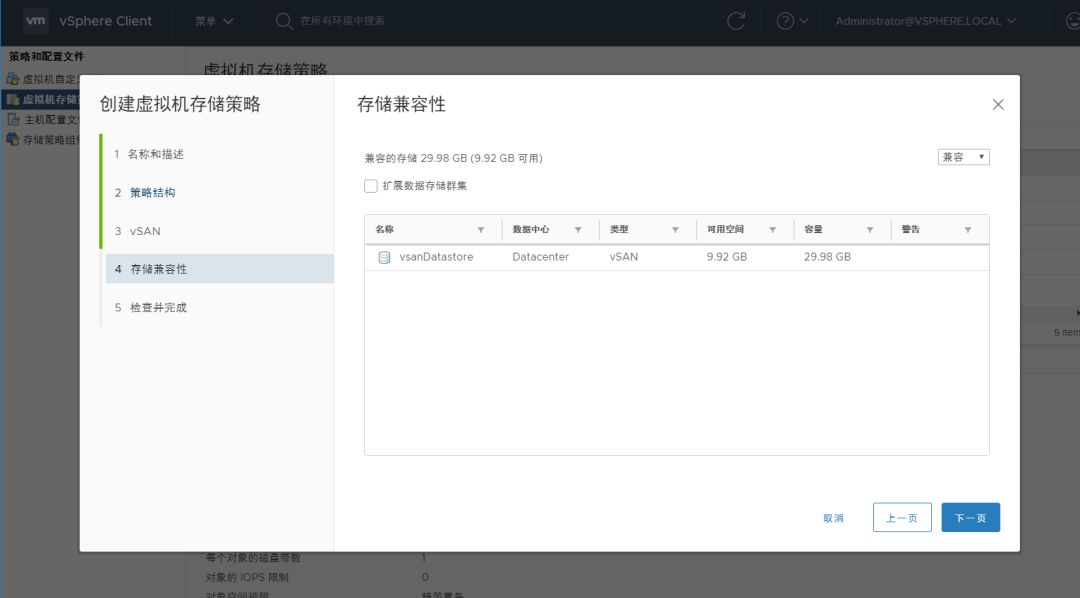 vm vSphere Client 菜单 在所有环境中搜索 Administrator@VSPHERE.LOCAL
策略和配置文件
虚拟机存储策略
虚拟机自定
虚拟机存储
主机配置文
存储策略组
创建虚拟机存储策略
1 名称和描述
2 策略结构
3 vSAN
4 存储兼容性
5 检查并完成
存储兼容性
兼容的存储 29.98 GB (9.92 GB 可用)
兼容
扩展数据存储群集
名称 数据中心 类型 可用空间 容量 警告
vsanDatastore Datacenter vSAN 9.92 GB 29.98 GB
取消 上一页 下一页
5 item
每个对象的磁盘带数 1
对象的 IOPS 限制 0